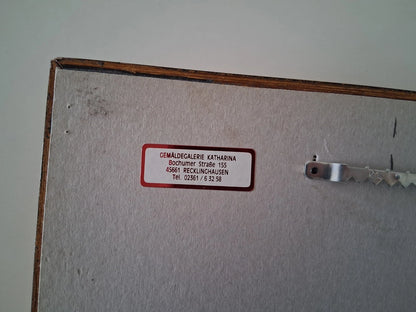 GEMÄLDEGALERIE KATHARINA
Bochumer Straße 155
45661 RECKLINGHAUSEN
Tel. 02361 / 6 32 58